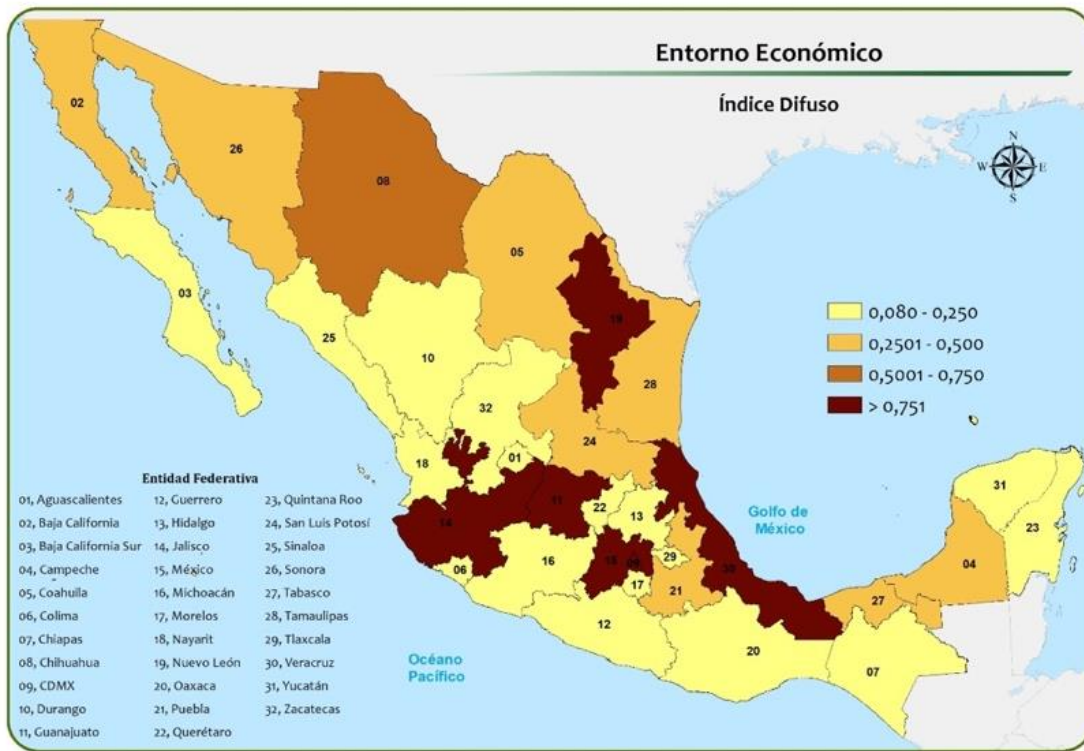 Entorno Económico
Índice Difuso
N
W E
S
02
26
08
05
03
19
25
10
28
32
24
18
01
0,080 - 0,250
0,2501 - 0,500
0,5001 - 0,750
> 0,751
Golfo de
México
31
23
04
14
11
22
13
06
16
15
09
29
17
21
30
27
12
20
07
Océano
Pacífico
Entidad Federativa
01, Aguascalientes 12, Guerrero 23, Quintana Roo
02, Baja California 13, Hidalgo 24, San Luis Potosí
03, Baja California Sur 14, Jalisco 25, Sinaloa
04, Campeche 15, México 26, Sonora
05, Coahuila 16, Michoacán 27, Tabasco
06, Colima 17, Morelos 28, Tamaulipas
07, Chiapas 18, Nayarit 29, Tlaxcala
08, Chihuahua 19, Nuevo León 30, Veracruz
09, CDMX 20, Oaxaca 31, Yucatán
10, Durango 21, Puebla 32, Zacatecas
11, Guanajuato 22, Querétaro